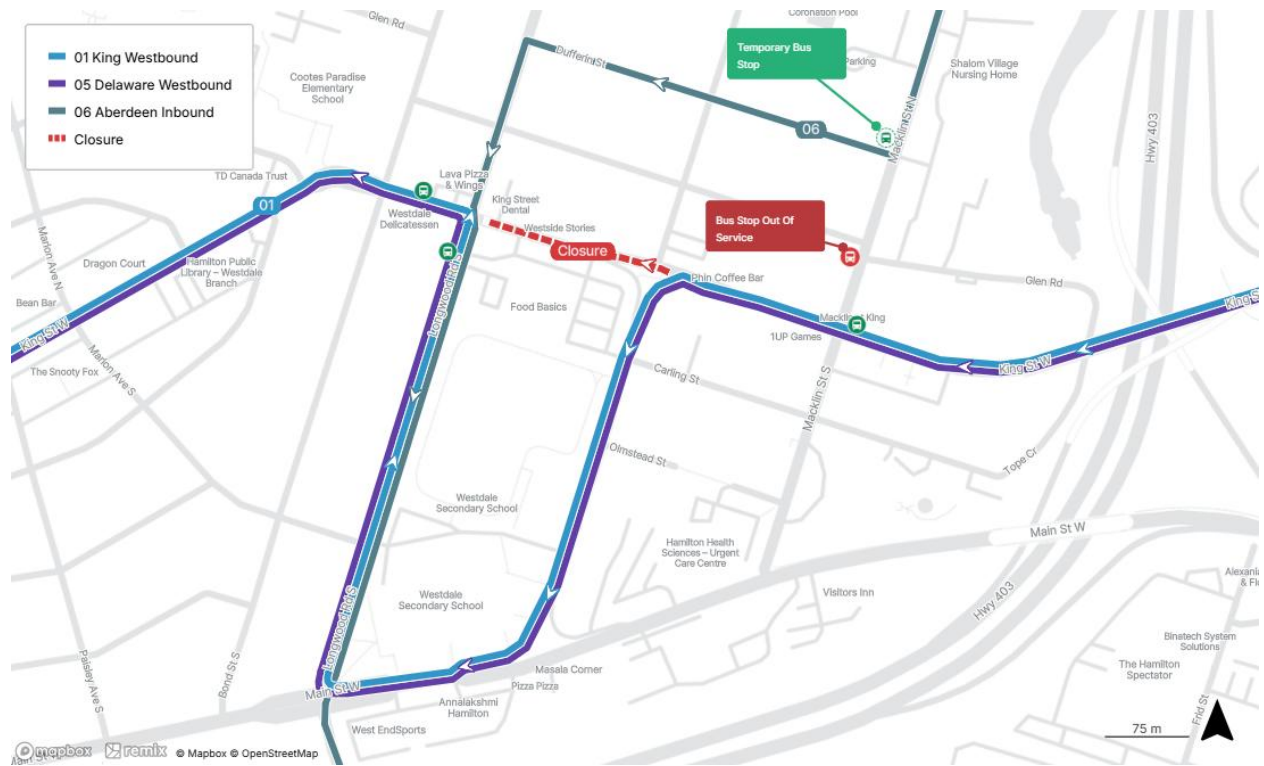 Coronation Pool
Glen Rd
01 King Westbound
05 Delaware Westbound
06 Aberdeen Inbound
Closure
Cootes Paradise
Elementary
School
Dufferin St
Temporary Bus
Stop
Parking
Shalom Village
Nursing Home
Hwy 403
06
Macklin St N
TD Canada Trust
Lava Pizza
& Wings
King Street
Dental
01
Westdale
Delicatessen
Westside Stories
Bus Stop Out Of
Service
Closure
Marion Ave N
Dragon Court
Hamilton Public
Library – Westdale
Branch
Longwood Rd S
Phin Coffee Bar
Glen Rd
Bean Bar
Food Basics
King St W
1UP Games
King St W
The Snooty Fox
Marion Ave S
Carling St
Macklin St S
Olmstead St
Tope Cr
Westdale
Secondary School
Main St W
Hamilton Health
Sciences – Urgent
Care Centre
Westdale
Secondary School
Visitors Inn
Hwy 403
Longwood Rd S
Binatech System
Solutions
Paisley Ave S
Bond St S
Masala Corner
Pizza Pizza
Main St W
The Hamilton
Spectator
Annalakshmi
Hamilton
West EndSports
Frid St
75 m
mapbox
remix
© Mapbox © OpenStreetMap